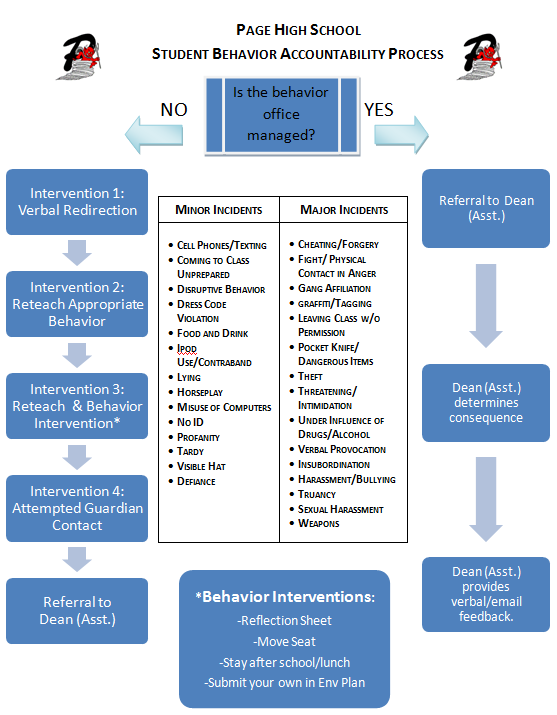 PAGE HIGH SCHOOL
STUDENT BEHAVIOR ACCOUNTABILITY PROCESS
Is the behavior
office
managed?
NO
YES
Intervention 1:
Verbal Redirection
Intervention 2:
Reteach Appropriate
Behavior
Intervention 3:
Reteach & Behavior
Intervention*
Intervention 4:
Attempted Guardian
Contact
Referral to
Dean (Asst.)
MINOR INCIDENTS
• CELL PHONES/TEXTING
• COMING TO CLASS
UNPREPARED
• DISRUPTIVE BEHAVIOR
• DRESS CODE
VIOLATION
• FOOD AND DRINK
• IPOD
USE/CONTRABAND
• LYING
• HORSEPLAY
• MISUSE OF COMPUTERS
• NO ID
• PROFANITY
• TARDY
• VISIBLE HAT
• DEFIANCE
MAJOR INCIDENTS
• CHEATING/FORGERY
• FIGHT/ PHYSICAL
CONTACT IN ANGER
• GANG AFFILIATION
• GRAFFITI/TAGGING
• LEAVING CLASS W/O
PERMISSION
• POCKET KNIFE/
DANGEROUS ITEMS
• THEFT
• THREATENING/
INTIMIDATION
• UNDER INFLUENCE OF
DRUGS/ALCOHOL
• VERBAL PROVOCATION
• INSUBORDINATION
• HARASSMENT/BULLYING
• TRUANCY
• SEXUAL HARASSMENT
• WEAPONS
Referral to Dean
(Asst.)
Dean (Asst.)
determines
consequence
Dean (Asst.)
provides
verbal/email
feedback.
*Behavior Interventions:
-Reflection Sheet
-Move Seat
-Stay after school/lunch
-Submit your own in Env Plan